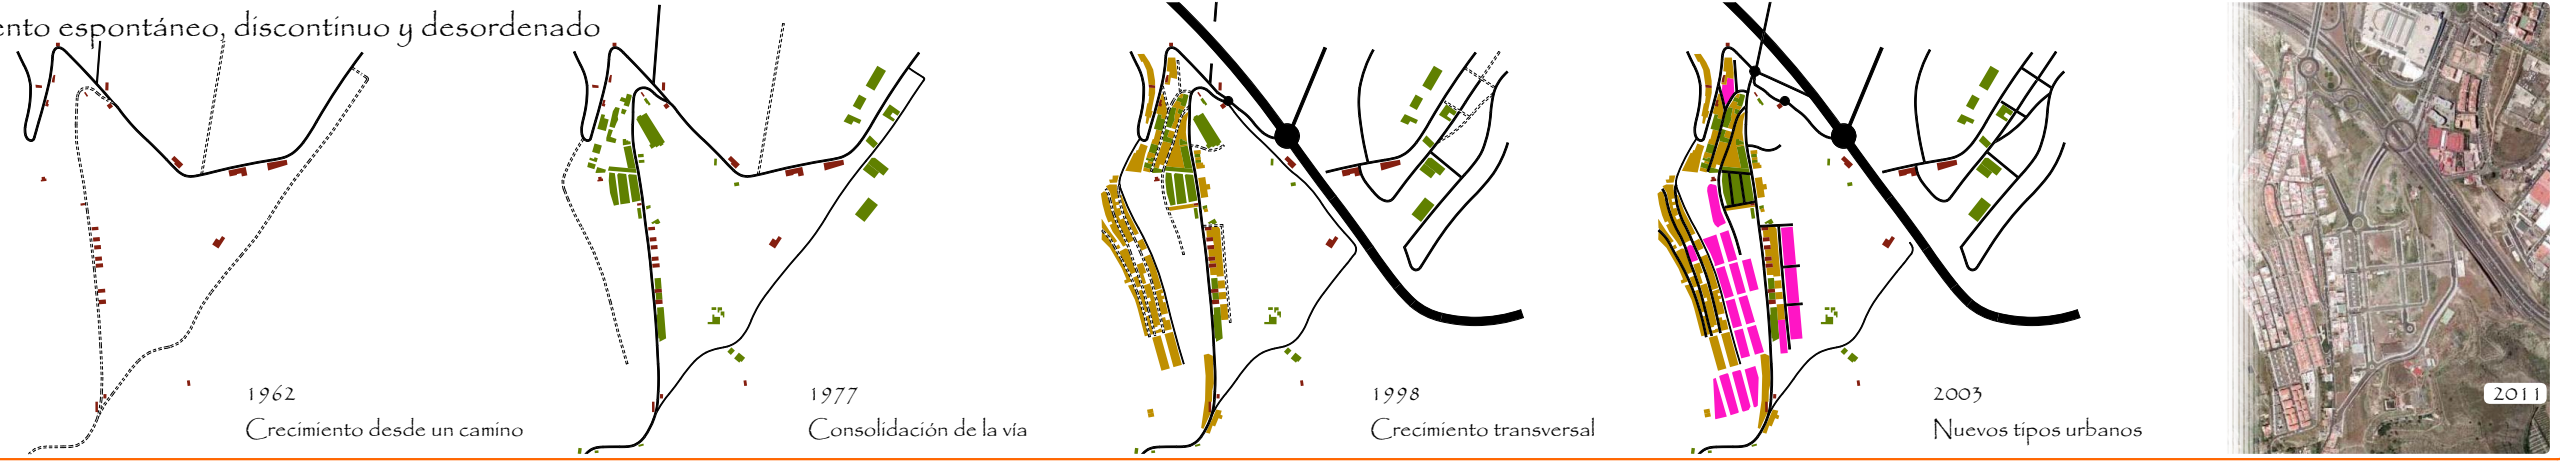 espontáneo, discontinuo y desordenado
1962
Crecimiento desde un camino
1977
Consolidación de la vía
1998
Crecimiento transversal
2003
Nuevos tipos urbanos
2011